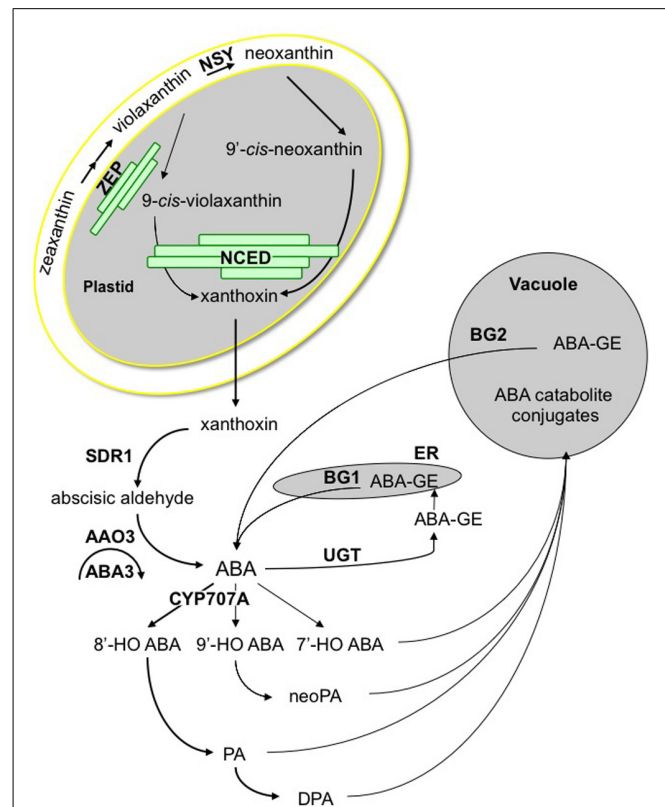 NSY
neoxanthin
violaxanthin
ZEP
zeaxanthin
9’-cis-neoxanthin
9-cis-violaxanthin
NCED
Plastid
xanthoxin
Vacuole
BG2
ABA-GE
ABA catabolite
conjugates
xanthoxin
SDR1
ER
BG1
ABA-GE
abscisic aldehyde
ABA-GE
AAO3
UGT
ABA3
ABA
CYP707A
8’-HO ABA
9’-HO ABA
7’-HO ABA
neoPA
PA
DPA